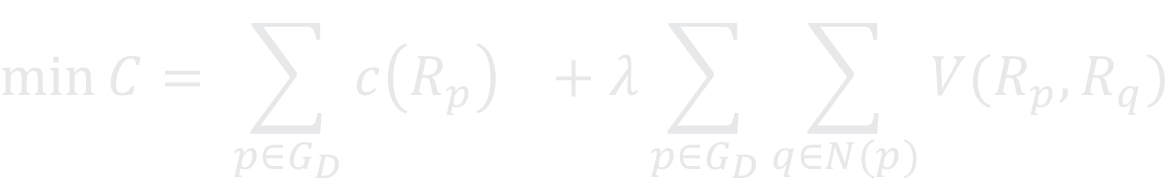 min C = ∑_{p∈G_D} c(R_p) + λ ∑_{p∈G_D} ∑_{q∈N(p)} V(R_p, R_q)